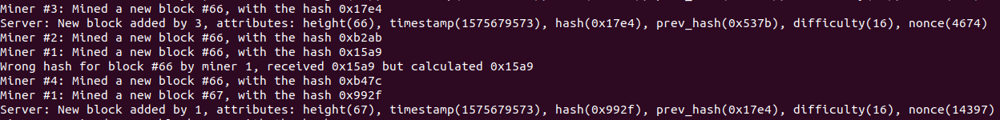 Miner #3: Mined a new block #66, with the hash 0x17e4
Server: New block added by 3, attributes: height(66), timestamp(1575679573), hash(0x17e4), prev_hash(0x537b), difficulty(16), nonce(4674)
Miner #2: Mined a new block #66, with the hash 0xb2ab
Miner #1: Mined a new block #66, with the hash 0x15a9
Wrong hash for block #66 by miner 1, received 0x15a9 but calculated 0x15a9
Miner #4: Mined a new block #66, with the hash 0xb47c
Miner #1: Mined a new block #67, with the hash 0x992f
Server: New block added by 1, attributes: height(67), timestamp(1575679573), hash(0x992f), prev_hash(0x17e4), difficulty(16), nonce(14397)